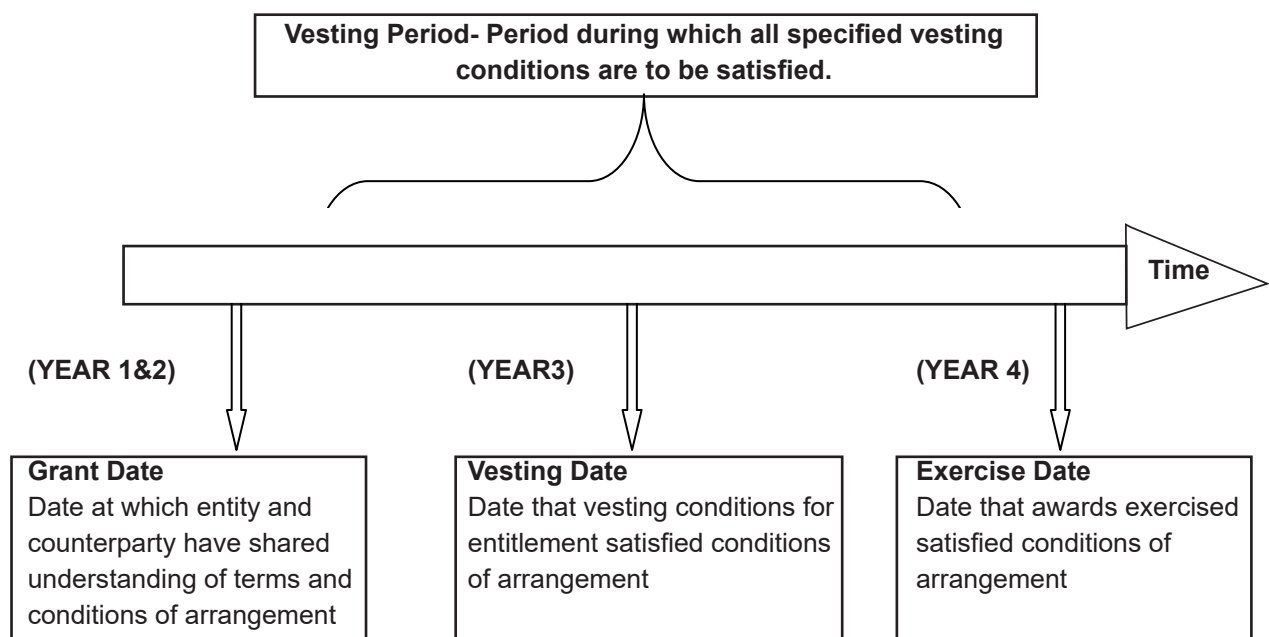 Vesting Period- Period during which all specified vesting
conditions are to be satisfied.
Time
(YEAR 1&2)
(YEAR3)
(YEAR 4)
Grant Date
Date at which entity and
counterparty have shared
understanding of terms and
conditions of arrangement
Vesting Date
Date that vesting conditions for
entitlement satisfied conditions
of arrangement
Exercise Date
Date that awards exercised
satisfied conditions of
arrangement